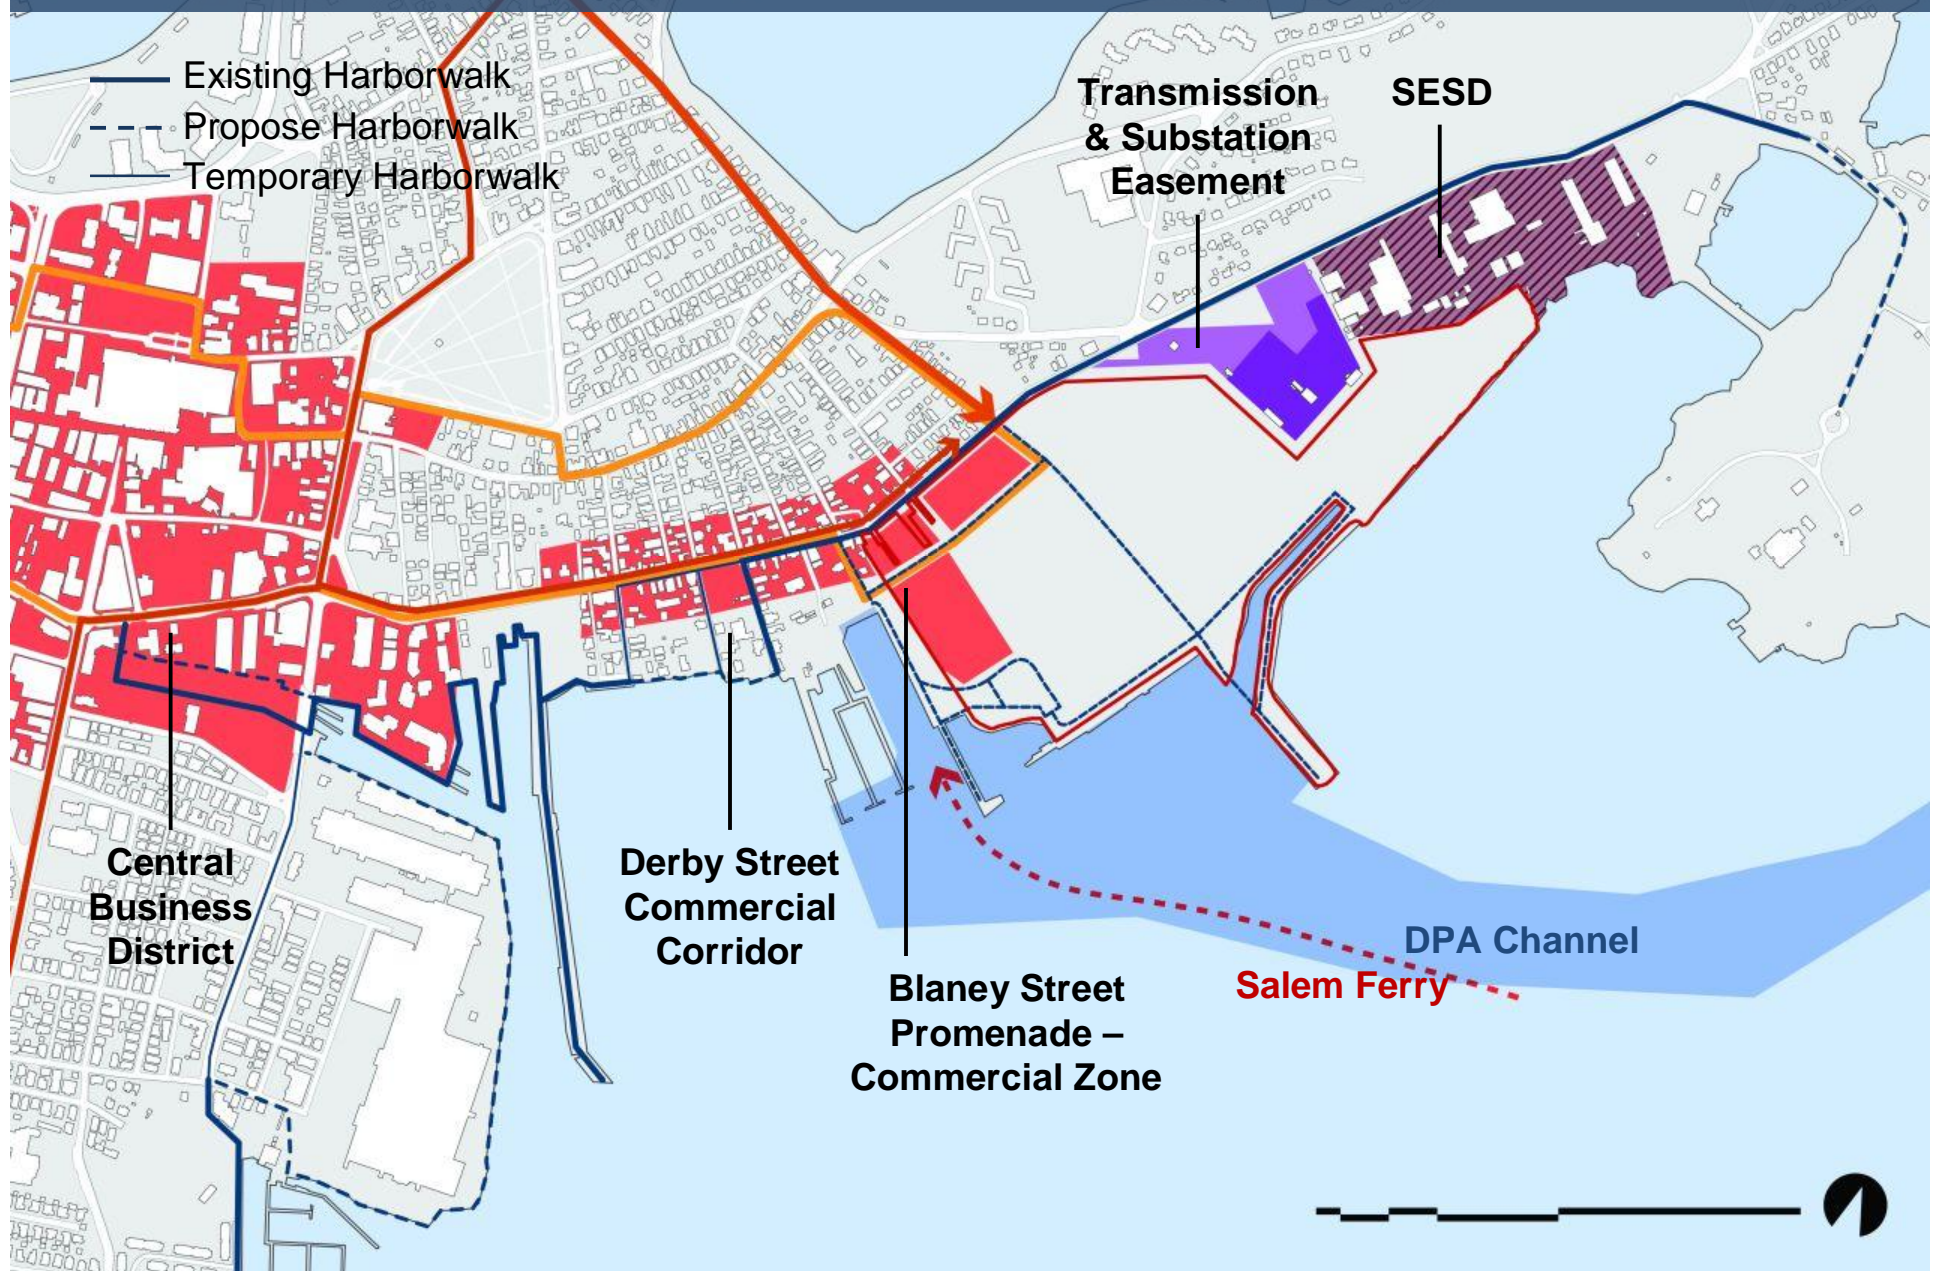 Existing Harborwalk
Propose Harborwalk
Temporary Harborwalk
Transmission
& Substation
Easement
SESD
Central
Business
District
Derby Street
Commercial
Corridor
Blaney Street
Promenade –
Commercial Zone
DPA Channel
Salem Ferry